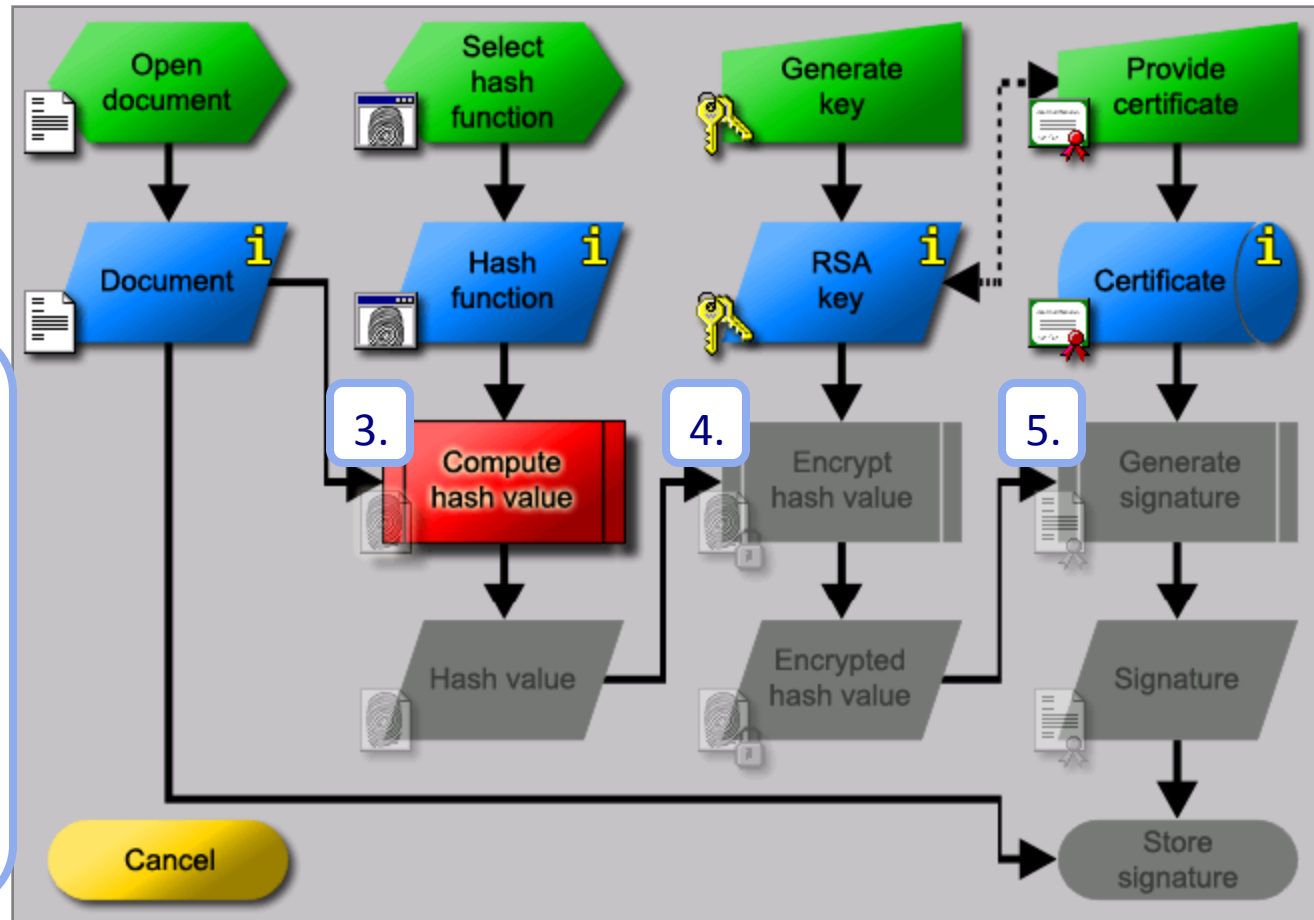 Open
document
Select
hash
function
Generate
key
Provide
certificate
Document
i
Hash
function
i
RSA
key
i
Certificate
i
3.
Compute
hash value
4.
Encrypt
hash value
5.
Generate
signature
Hash value
Encrypted
hash value
Signature
Cancel
Store
signature